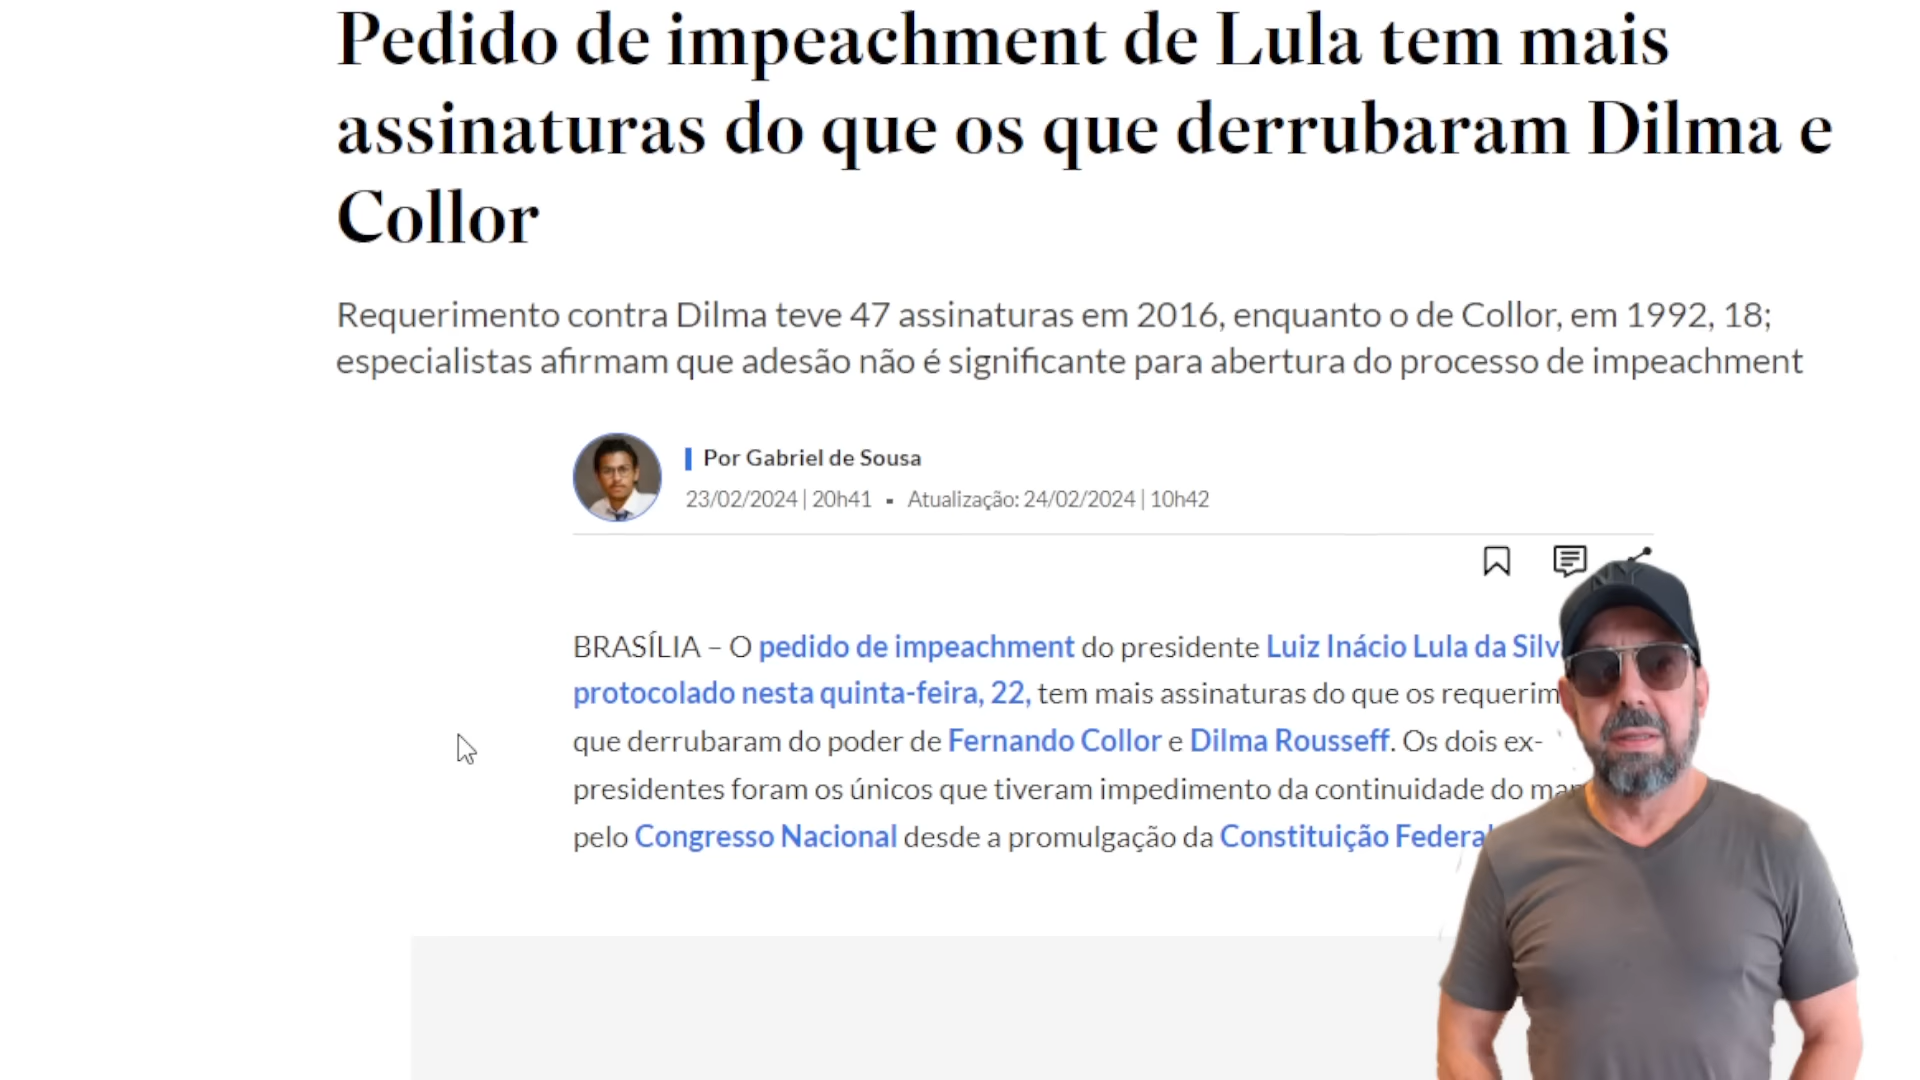 Pedido de impeachment de Lula tem mais
assinaturas do que os que derrubaram Dilma e
Collor
Requerimento contra Dilma teve 47 assinaturas em 2016, enquanto o de Collor, em 1992, 18;
especialistas afirmam que adesão não é significante para abertura do processo de impeachment
Por Gabriel de Sousa
23/02/2024 | 20h41 ▪ Atualização: 24/02/2024 | 10h42
BRASÍLIA – O pedido de impeachment do presidente Luiz Inácio Lula da
protocolado nesta quinta-feira, 22, tem mais assinaturas do que os
que derrubaram do poder de Fernando Collor e Dilma Rousseff. Os dois ex-
presidentes foram os únicos que tiveram impedimento da continuidade do
pelo Congresso Nacional desde a promulgação da Constituição